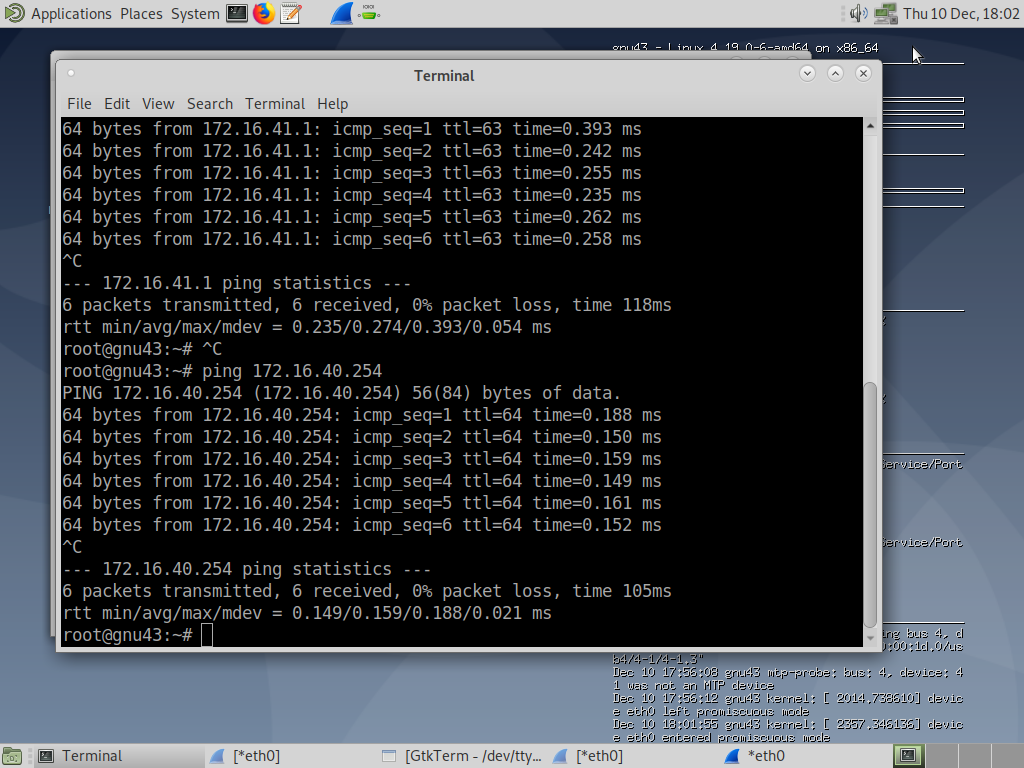 Applications Places System
Thu 10 Dec, 18:02
gnu43 - Linux 4.19.0-6-amd64 on x86_64
Terminal
File Edit View Search Terminal Help
64 bytes from 172.16.41.1: icmp_seq=1 ttl=63 time=0.393 ms
64 bytes from 172.16.41.1: icmp_seq=2 ttl=63 time=0.242 ms
64 bytes from 172.16.41.1: icmp_seq=3 ttl=63 time=0.255 ms
64 bytes from 172.16.41.1: icmp_seq=4 ttl=63 time=0.235 ms
64 bytes from 172.16.41.1: icmp_seq=5 ttl=63 time=0.262 ms
64 bytes from 172.16.41.1: icmp_seq=6 ttl=63 time=0.258 ms
^C
--- 172.16.41.1 ping statistics ---
6 packets transmitted, 6 received, 0% packet loss, time 118ms
rtt min/avg/max/mdev = 0.235/0.274/0.393/0.054 ms
root@gnu43:~# ^C
root@gnu43:~# ping 172.16.40.254
PING 172.16.40.254 (172.16.40.254) 56(84) bytes of data.
64 bytes from 172.16.40.254: icmp_seq=1 ttl=64 time=0.188 ms
64 bytes from 172.16.40.254: icmp_seq=2 ttl=64 time=0.150 ms
64 bytes from 172.16.40.254: icmp_seq=3 ttl=64 time=0.159 ms
64 bytes from 172.16.40.254: icmp_seq=4 ttl=64 time=0.149 ms
64 bytes from 172.16.40.254: icmp_seq=5 ttl=64 time=0.161 ms
64 bytes from 172.16.40.254: icmp_seq=6 ttl=64 time=0.152 ms
^C
--- 172.16.40.254 ping statistics ---
6 packets transmitted, 6 received, 0% packet loss, time 105ms
rtt min/avg/max/mdev = 0.149/0.159/0.188/0.021 ms
root@gnu43:~#
ervice/Port
ervice/Port
ng bus 4, d
:00:1d.0/us
b4/4-1/4-1.3"
Dec 10 17:56:08 gnu43 mtp-probe: bus: 4, device: 4
1 was not an MTP device
Dec 10 17:56:12 gnu43 kernel: [ 2014.738610] devic
e eth0 left promiscuous mode
Dec 10 18:01:55 gnu43 kernel: [ 2357.346136] devic
e eth0 entered promiscuous mode
Terminal
[*eth0]
[GtkTerm - /dev/tty...
[*eth0]
*eth0